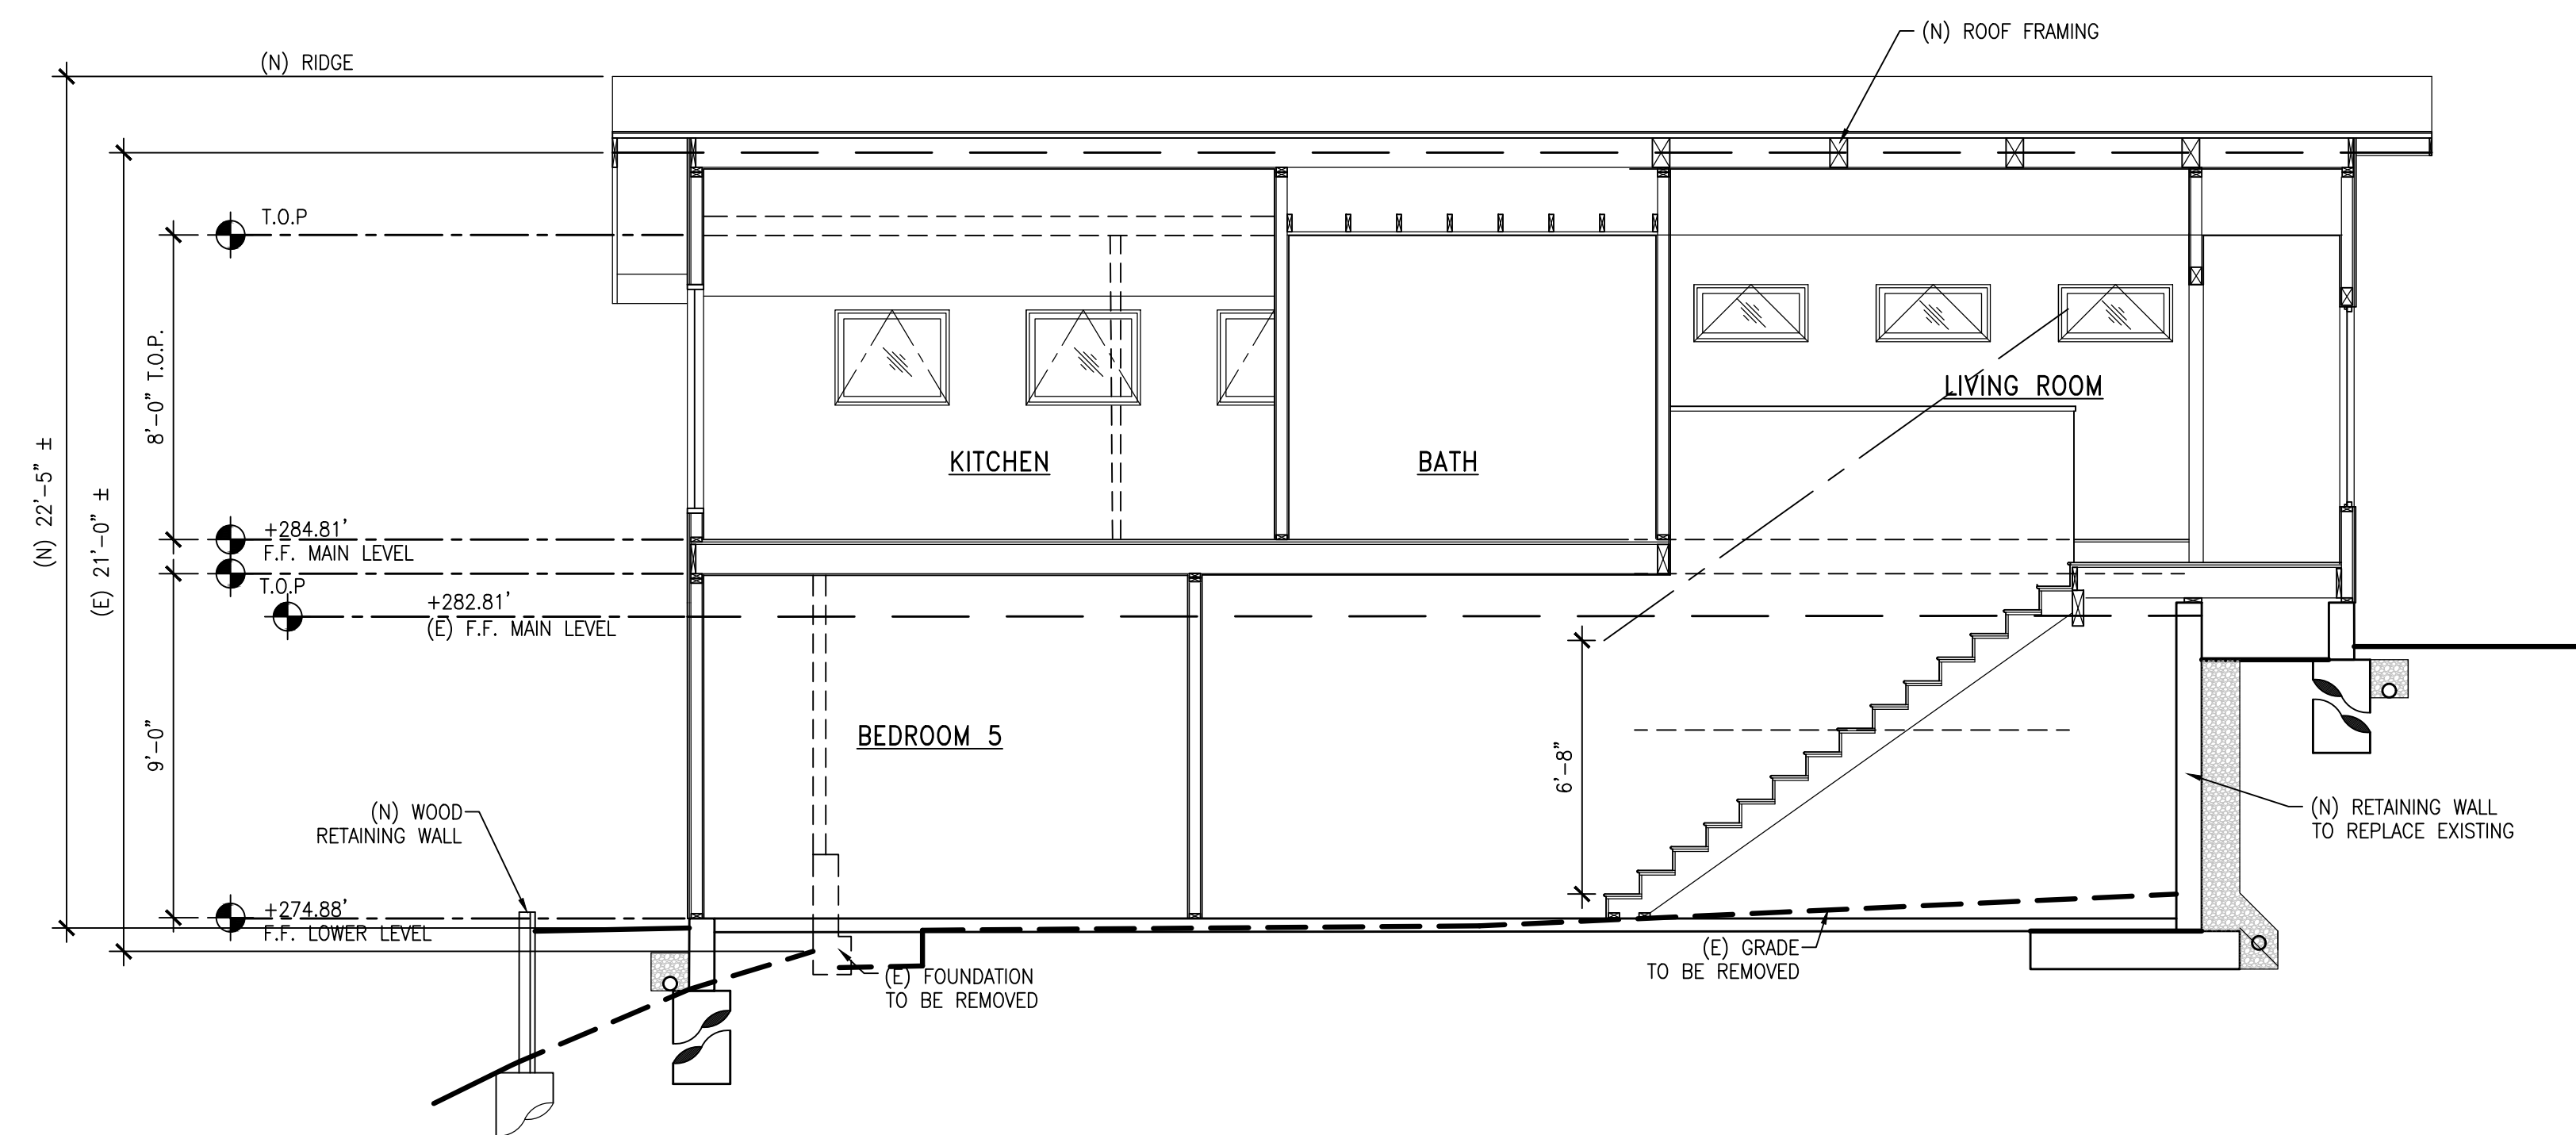 (N) ROOF FRAMING
(N) RIDGE
T.O.P
8'-0" T.O.P.
(N) 22'-5" ±
(E) 21'-0" ±
LIVING ROOM
KITCHEN
BATH
+284.81'
F.F. MAIN LEVEL
T.O.P
+282.81'
(E) F.F. MAIN LEVEL
9'-0"
BEDROOM 5
6'-8"
(N) WOOD
RETAINING WALL
(N) RETAINING WALL
TO REPLACE EXISTING
+274.88'
F.F. LOWER LEVEL
(E) GRADE
TO BE REMOVED
(E) FOUNDATION
TO BE REMOVED